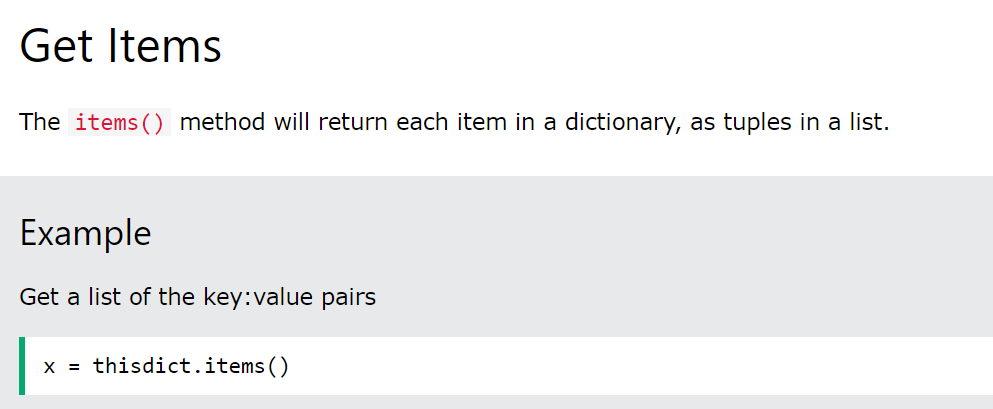 Get Items
The items() method will return each item in a dictionary, as tuples in a list.
Example
Get a list of the key:value pairs
x = thisdict.items()